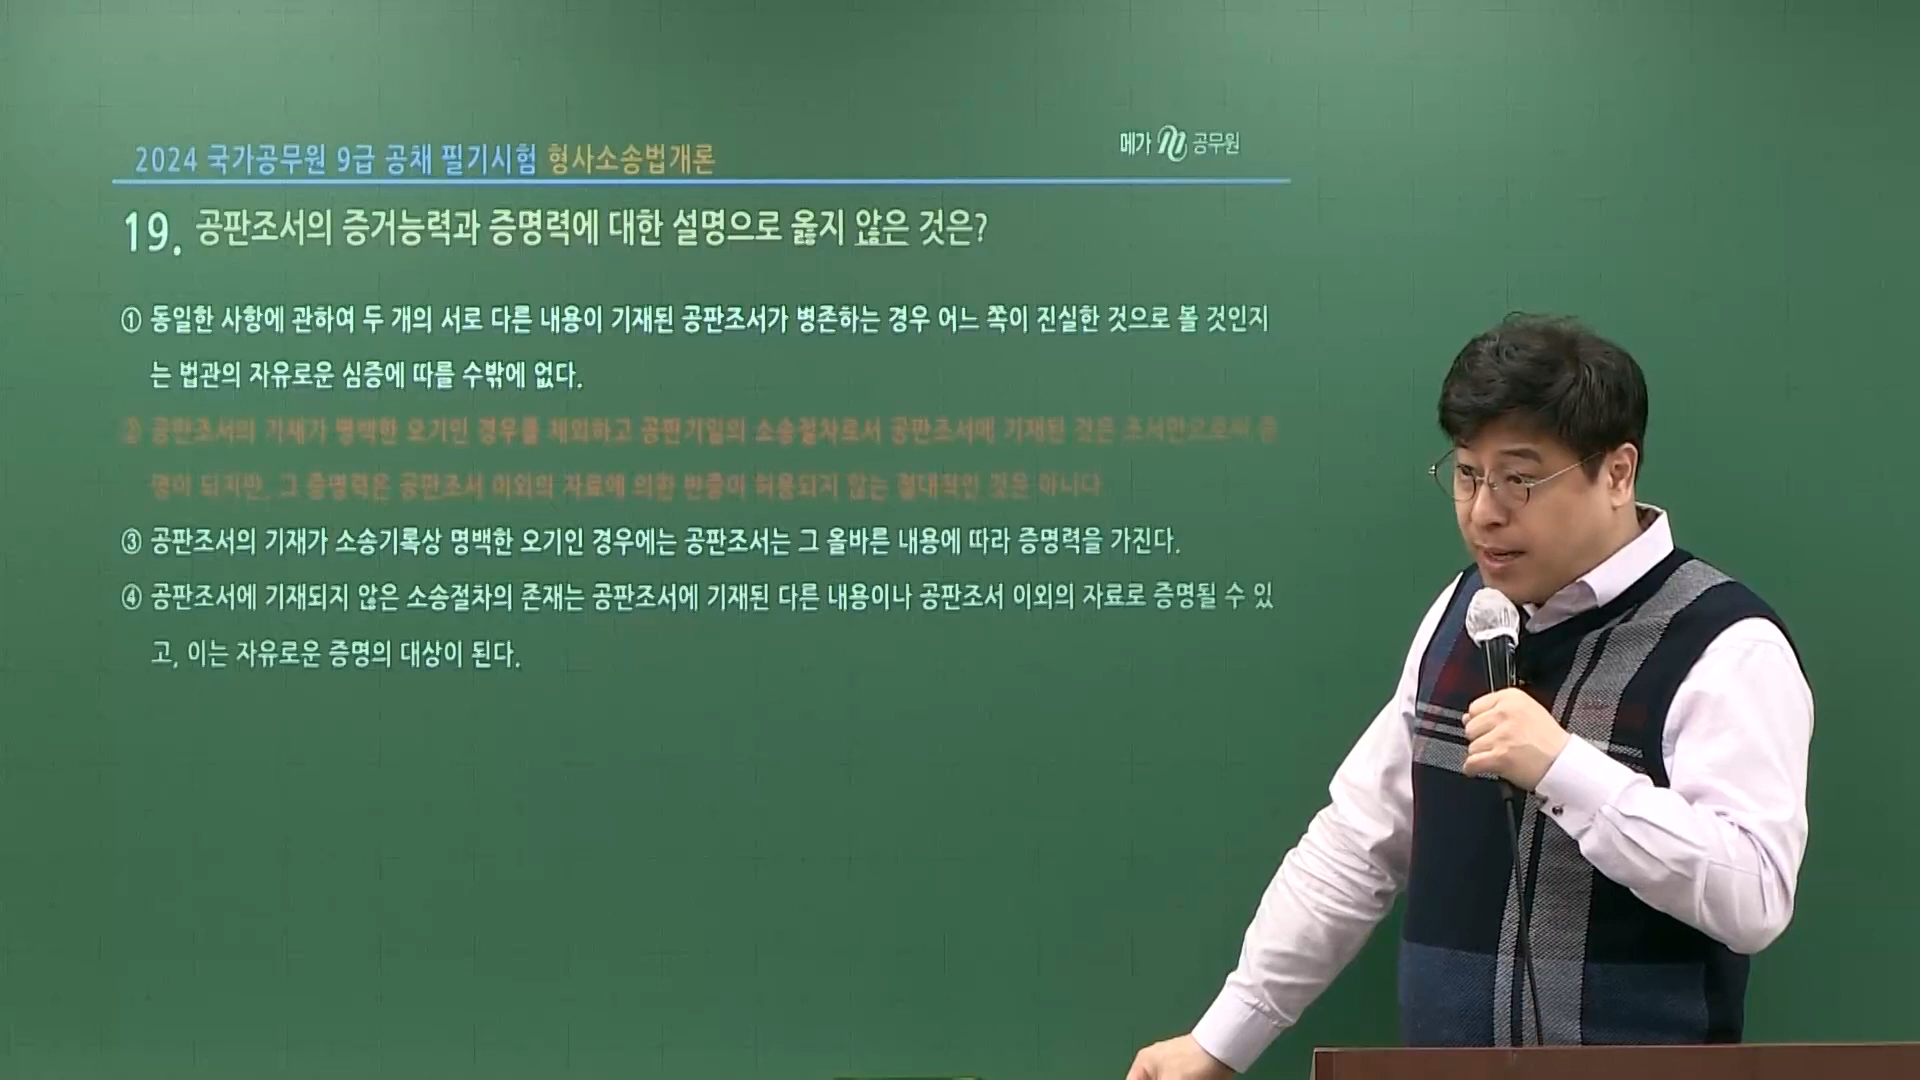 2024 국가공무원 9급 공채 필기시험 형사소송법개론
메가 공무원
19. 공판조서의 증거능력과 증명력에 대한 설명으로 옳지 않은 것은?
① 동일한 사항에 관하여 두 개의 서로 다른 내용이 기재된 공판조서가 병존하는 경우 어느 쪽이 진실한 것으로 볼 것인지
는 법관의 자유로운 심증에 따를 수밖에 없다.
② 공판조서의 기재가 명백한 오기인 경우를 제외하고 공판기일의 소송절차로서 공판조서에 기재된 것은 조서만으로써 증
명이 되지만, 그 증명력은 공판조서 이외의 자료에 의한 반증이 허용되지 않는 절대적인 것은 아니다.
③ 공판조서의 기재가 소송기록상 명백한 오기인 경우에는 공판조서는 그 올바른 내용에 따라 증명력을 가진다.
④ 공판조서에 기재되지 않은 소송절차의 존재는 공판조서에 기재된 다른 내용이나 공판조서 이외의 자료로 증명될 수 있
고, 이는 자유로운 증명의 대상이 된다.